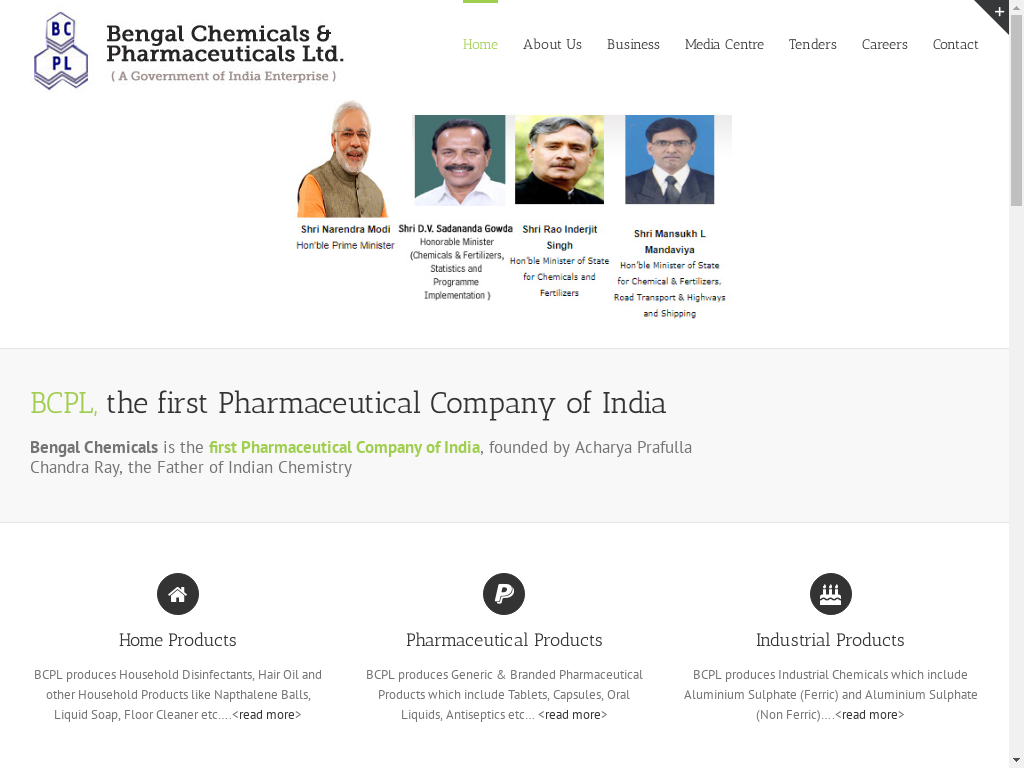 BC
PL
Bengal Chemicals &
Pharmaceuticals Ltd.
( A Government of India Enterprise )
Home
About Us
Business
Media Centre
Tenders
Careers
Contact
+
Shri Narendra Modi
Hon'ble Prime Minister
Shri D.V. Sadananda Gowda
Honorable Minister
(Chemicals & Fertilizers,
Statistics and
Programme
Implementation )
Shri Rao Inderjit
Singh
Hon'ble Minister of State
for Chemicals and
Fertilizers
Shri Mansukh L
Mandaviya
Hon'ble Minister of State
for Chemical & Fertilizers,
Road Transport & Highways
and Shipping
BCPL, the first Pharmaceutical Company of India
Bengal Chemicals is the first Pharmaceutical Company of India, founded by Acharya Prafulla
Chandra Ray, the Father of Indian Chemistry
Home Products
BCPL produces Household Disinfectants, Hair Oil and
other Household Products like Napthalene Balls,
Liquid Soap, Floor Cleaner etc....<read more>
Pharmaceutical Products
BCPL produces Generic & Branded Pharmaceutical
Products which include Tablets, Capsules, Oral
Liquids, Antiseptics etc... <read more>
Industrial Products
BCPL produces Industrial Chemicals which include
Aluminium Sulphate (Ferric) and Aluminium Sulphate
(Non Ferric)....<read more>